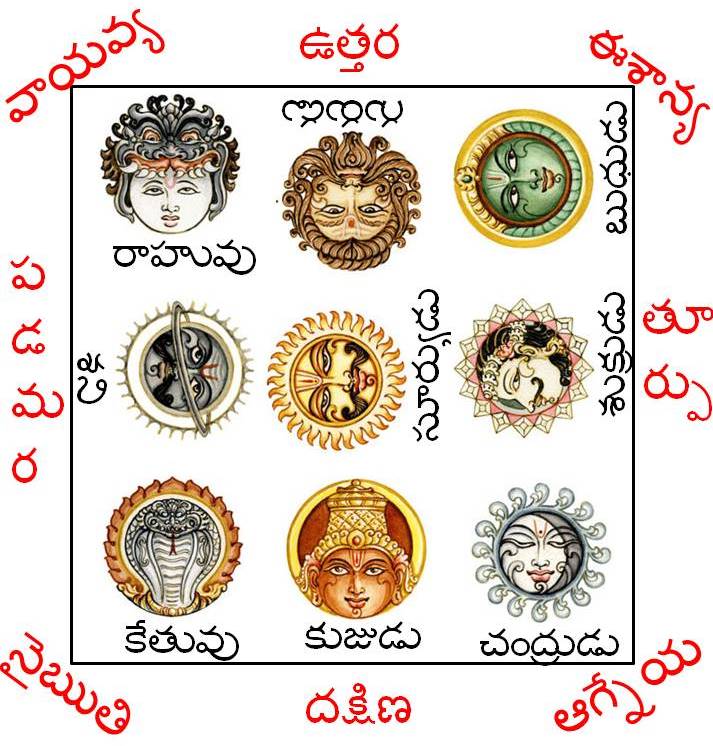 వాయవ్య ఉత్తర ఈశాన్య
గురుడు
బుధుడు
రాహువు
ప
డ
మ
ర
శని
సూర్యుడు
శుక్రుడు
తూ
ర్పు
కేతువు కుజుడు చంద్రుడు
నైఋతి దక్షిణ ఆగ్నేయ